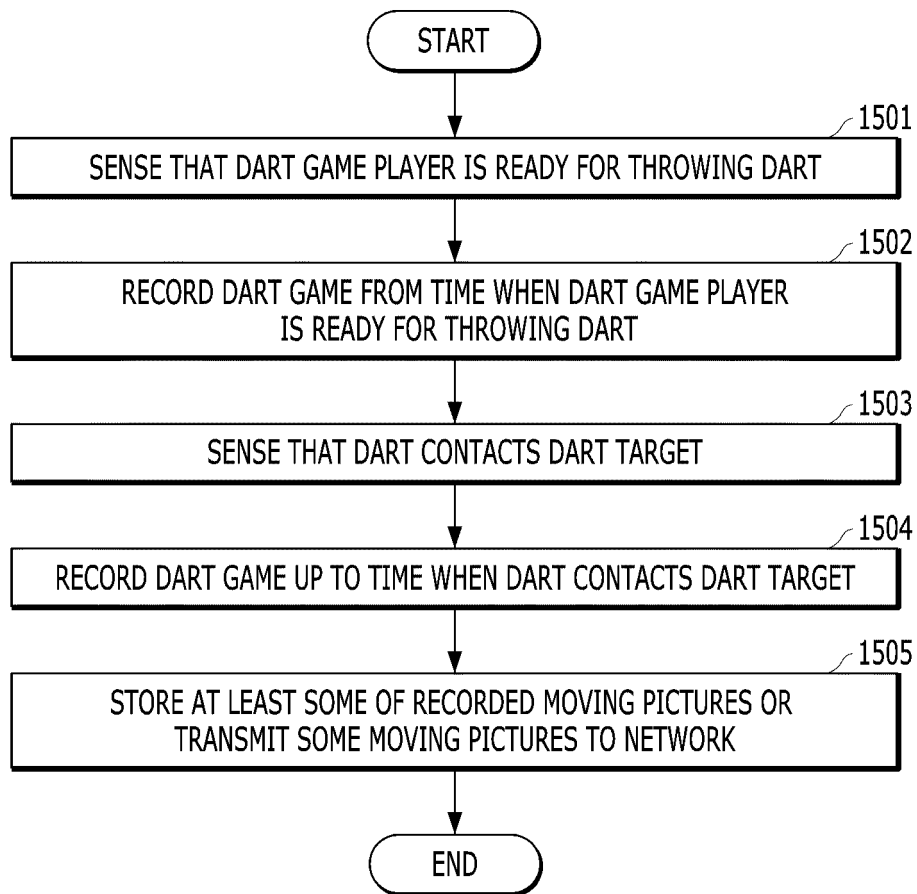 START
1501
SENSE THAT DART GAME PLAYER IS READY FOR THROWING DART
1502
RECORD DART GAME FROM TIME WHEN DART GAME PLAYER
IS READY FOR THROWING DART
1503
SENSE THAT DART CONTACTS DART TARGET
1504
RECORD DART GAME UP TO TIME WHEN DART CONTACTS DART TARGET
1505
STORE AT LEAST SOME OF RECORDED MOVING PICTURES OR
TRANSMIT SOME MOVING PICTURES TO NETWORK
END